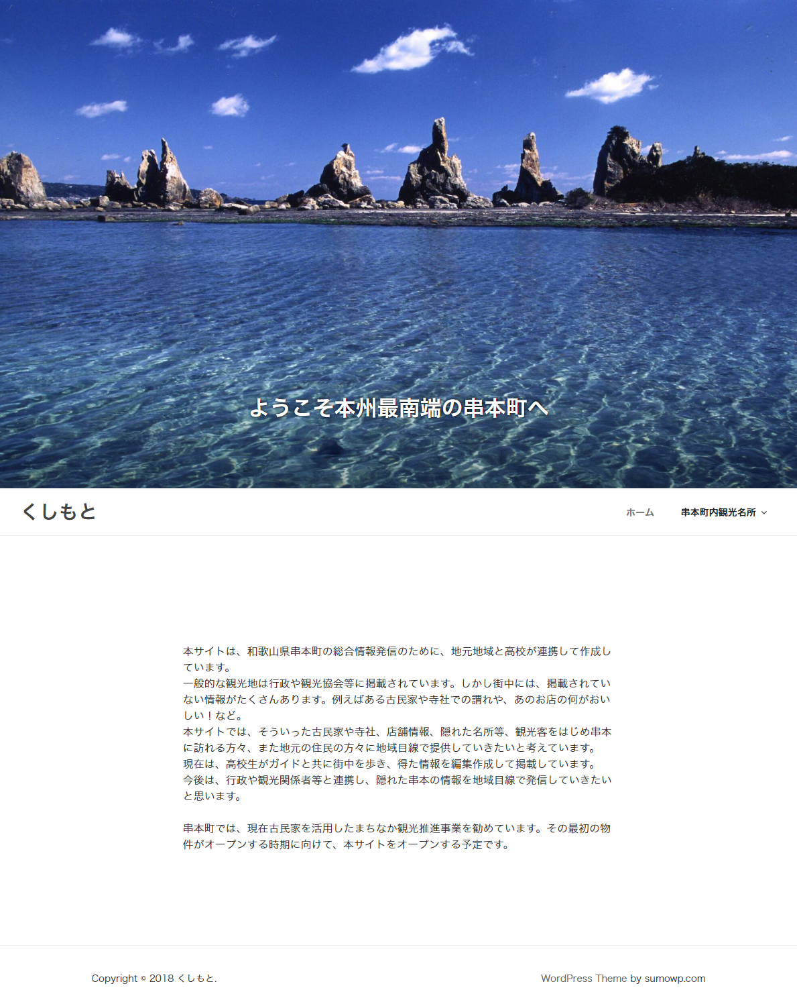 ようこそ本州最南端の串本町へ
くしもと
ホーム
串本町内観光名所
本サイトは、和歌山県串本町の総合情報発信のために、地元地域と高校が連携して作成し
ています。
一般的な観光地は行政や観光協会等に掲載されています。しかし街中には、掲載されてい
ない情報がたくさんあります。例えばある古民家や寺社での謂れや、あのお店の何がおい
しい！など。
本サイトでは、そういった古民家や寺社、店舗情報、隠れた名所等、観光客をはじめ串本
に訪れる方々、また地元の住民の方々に地域目線で提供していきたいと考えています。
現在は、高校生がガイドと共に街中を歩き、得た情報を編集作成して掲載しています。
今後は、行政や観光関係者等と連携し、隠れた串本の情報を地域目線で発信していきたい
と思います。
串本町では、現在古民家を活用したまちなか観光推進事業を勧めています。その最初の物
件がオープンする時期に向けて、本サイトをオープンする予定です。
Copyright © 2018 くしもと.
WordPress Theme by sumowp.com